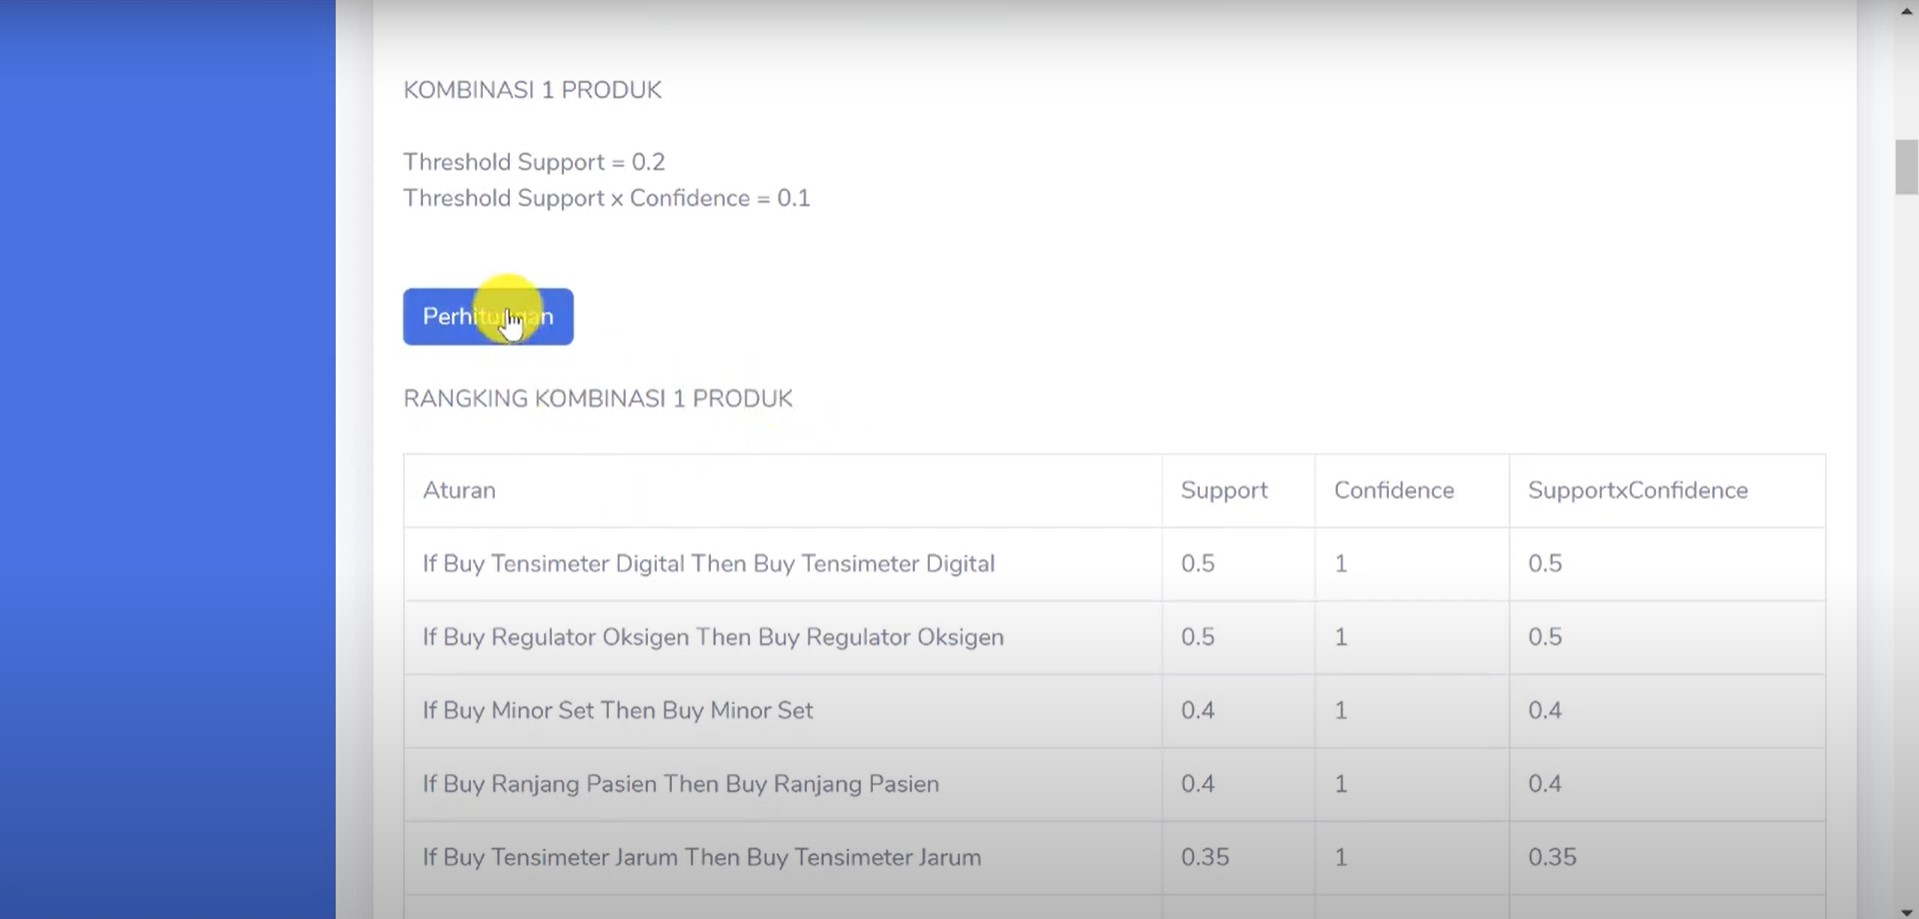 KOMBINASI 1 PRODUK
Threshold Support = 0.2
Threshold Support x Confidence = 0.1
Perhitungan
RANGKING KOMBINASI 1 PRODUK
Aturan Support Confidence SupportxConfidence
If Buy Tensimeter Digital Then Buy Tensimeter Digital 0.5 1 0.5
If Buy Regulator Oksigen Then Buy Regulator Oksigen 0.5 1 0.5
If Buy Minor Set Then Buy Minor Set 0.4 1 0.4
If Buy Ranjang Pasien Then Buy Ranjang Pasien 0.4 1 0.4
If Buy Tensimeter Jarum Then Buy Tensimeter Jarum 0.35 1 0.35